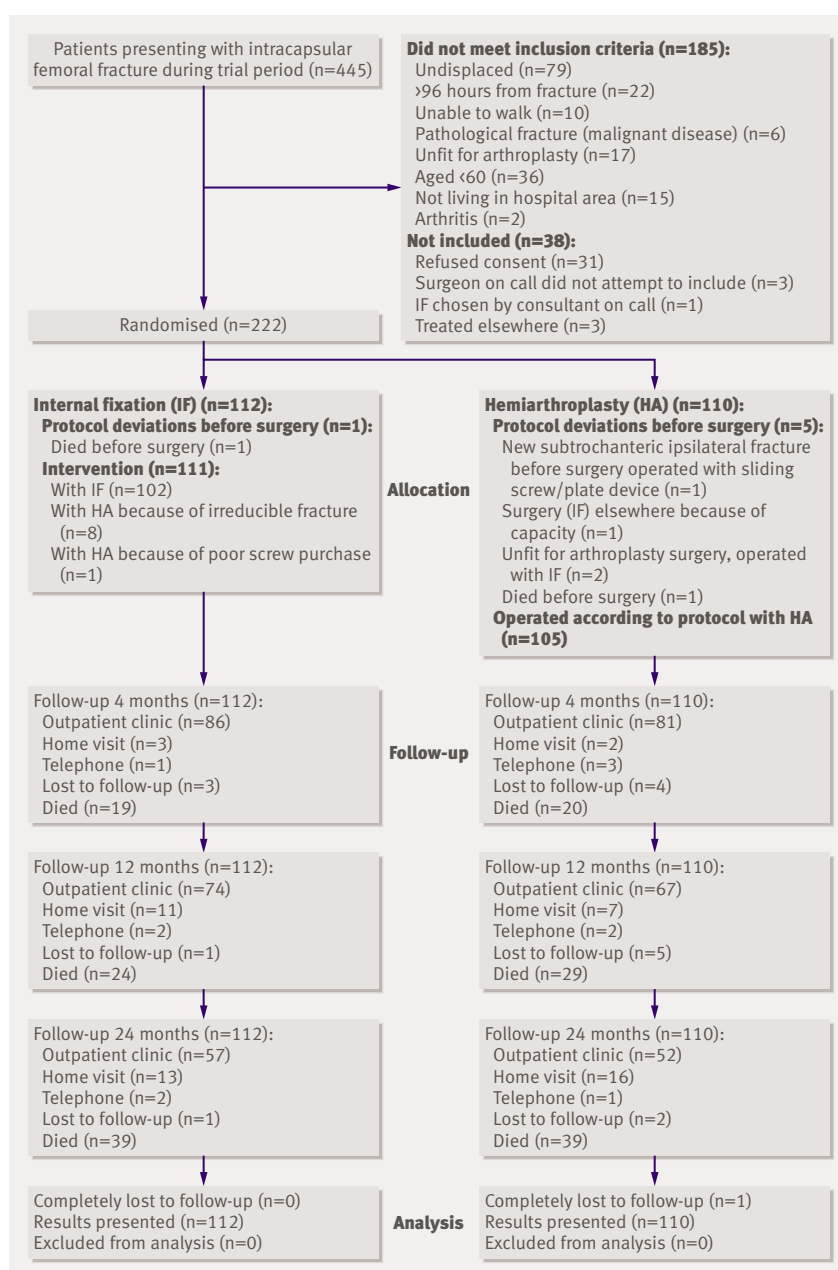 Patients presenting with intracapsular
femoral fracture during trial period (n=445)
Did not meet inclusion criteria (n=185):
Undisplaced (n=79)
>96 hours from fracture (n=22)
Unable to walk (n=10)
Pathological fracture (malignant disease) (n=6)
Unfit for arthroplasty (n=17)
Aged <60 (n=36)
Not living in hospital area (n=15)
Arthritis (n=2)
Not included (n=38):
Refused consent (n=31)
Surgeon on call did not attempt to include (n=3)
IF chosen by consultant on call (n=1)
Treated elsewhere (n=3)
Randomised (n=222)
Internal fixation (IF) (n=112):
Protocol deviations before surgery (n=1):
Died before surgery (n=1)
Intervention (n=111):
With IF (n=102)
With HA because of irreducible fracture
(n=8)
With HA because of poor screw purchase
(n=1)
Allocation
Hemiarthroplasty (HA) (n=110):
Protocol deviations before surgery (n=5):
New subtrochanteric ipsilateral fracture
before surgery operated with sliding
screw/plate device (n=1)
Surgery (IF) elsewhere because of
capacity (n=1)
Unfit for arthroplasty surgery, operated
with IF (n=2)
Died before surgery (n=1)
Operated according to protocol with HA
(n=105)
Follow-up 4 months (n=112):
Outpatient clinic (n=86)
Home visit (n=3)
Telephone (n=1)
Lost to follow-up (n=3)
Died (n=19)
Follow-up
Follow-up 4 months (n=110):
Outpatient clinic (n=81)
Home visit (n=2)
Telephone (n=3)
Lost to follow-up (n=4)
Died (n=20)
Follow-up 12 months (n=112):
Outpatient clinic (n=74)
Home visit (n=11)
Telephone (n=2)
Lost to follow-up (n=1)
Died (n=24)
Follow-up 12 months (n=110):
Outpatient clinic (n=67)
Home visit (n=7)
Telephone (n=2)
Lost to follow-up (n=5)
Died (n=29)
Follow-up 24 months (n=112):
Outpatient clinic (n=57)
Home visit (n=13)
Telephone (n=2)
Lost to follow-up (n=1)
Died (n=39)
Follow-up 24 months (n=110):
Outpatient clinic (n=52)
Home visit (n=16)
Telephone (n=1)
Lost to follow-up (n=2)
Died (n=39)
Completely lost to follow-up (n=0)
Results presented (n=112)
Excluded from analysis (n=0)
Analysis
Completely lost to follow-up (n=1)
Results presented (n=110)
Excluded from analysis (n=0)